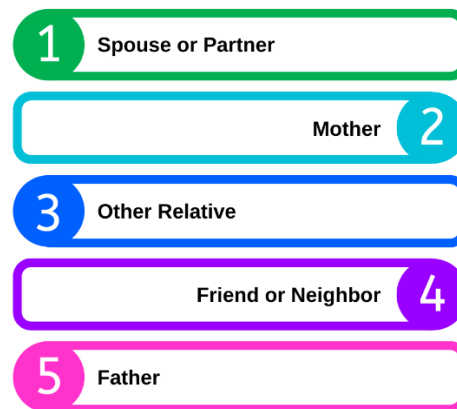 1 Spouse or Partner
Mother 2
3 Other Relative
Friend or Neighbor 4
5 Father